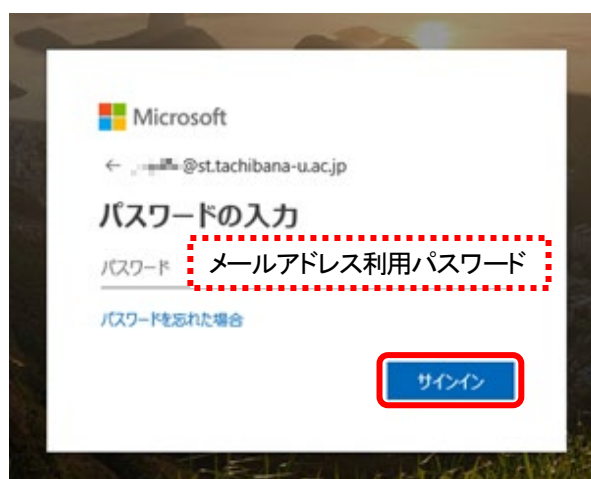 Microsoft
← @st.tachibana-u.ac.jp
パスワードの入力
パスワード メールアドレス利用パスワード
パスワードを忘れた場合
サインイン